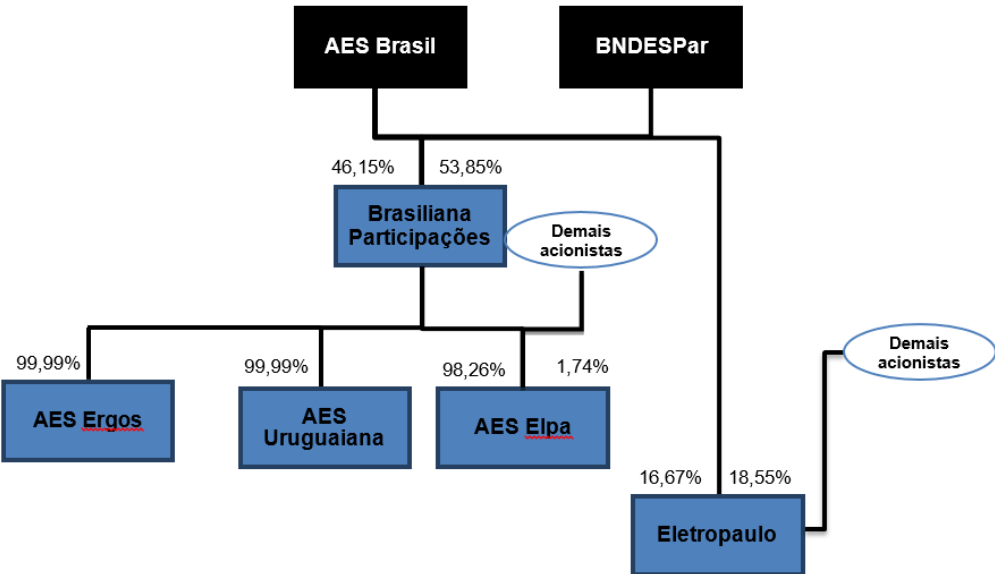 AES Brasil
BNDESPar
46,15%
53,85%
Brasiliana
Participações
Demais
acionistas
99,99%
99,99%
98,26%
1,74%
AES Ergos
AES
Uruguaiana
AES Elpa
Demais
acionistas
16,67%
18,55%
Eletropaulo